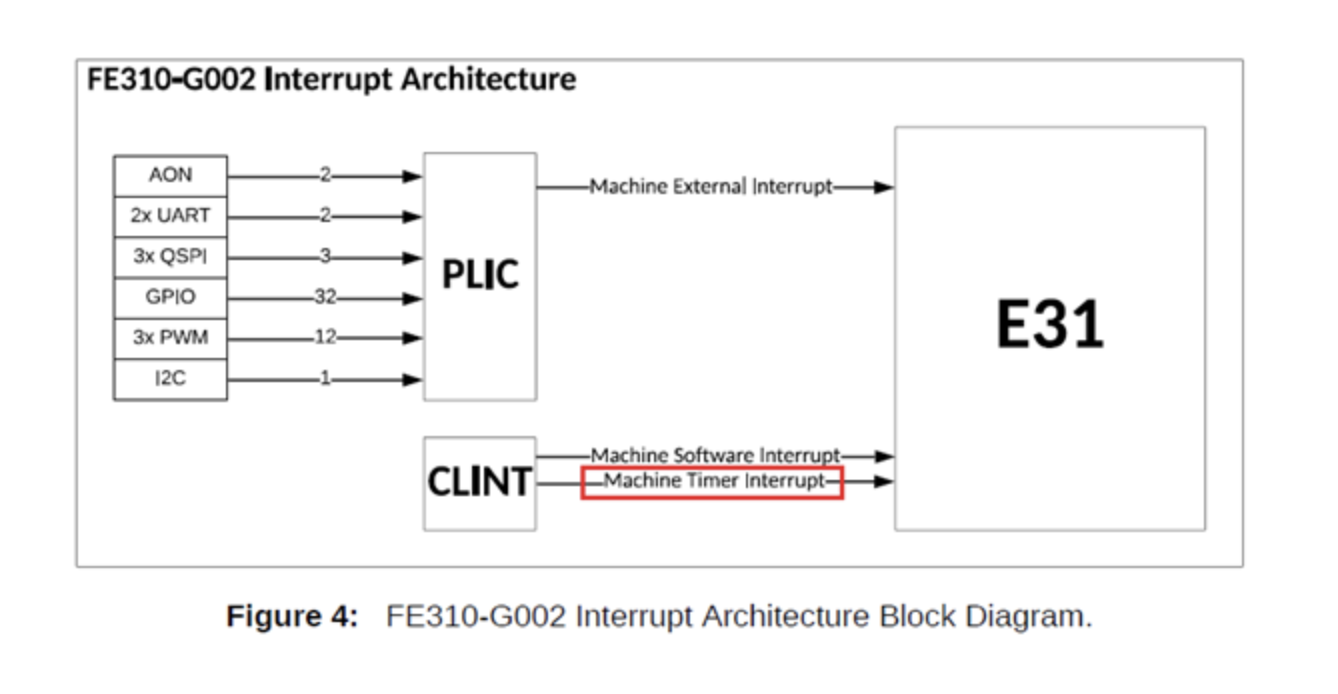 FE310-G002 Interrupt Architecture
AON
2
2x UART
2
3x QSPI
3
GPIO
32
3x PWM
12
I2C
1
PLIC
Machine External Interrupt
E31
CLINT
Machine Software Interrupt
Machine Timer Interrupt
Figure 4: FE310-G002 Interrupt Architecture Block Diagram.